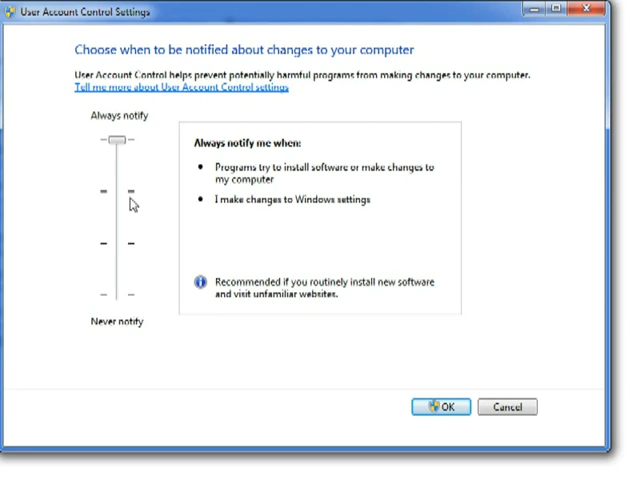 User Account Control Settings
Choose when to be notified about changes to your computer
User Account Control helps prevent potentially harmful programs from making changes to your computer.
Tell me more about User Account Control settings
Always notify
Always notify me when:
Programs try to install software or make changes to
my computer
I make changes to Windows settings
Recommended if you routinely install new software
and visit unfamiliar websites.
Never notify
OK
Cancel